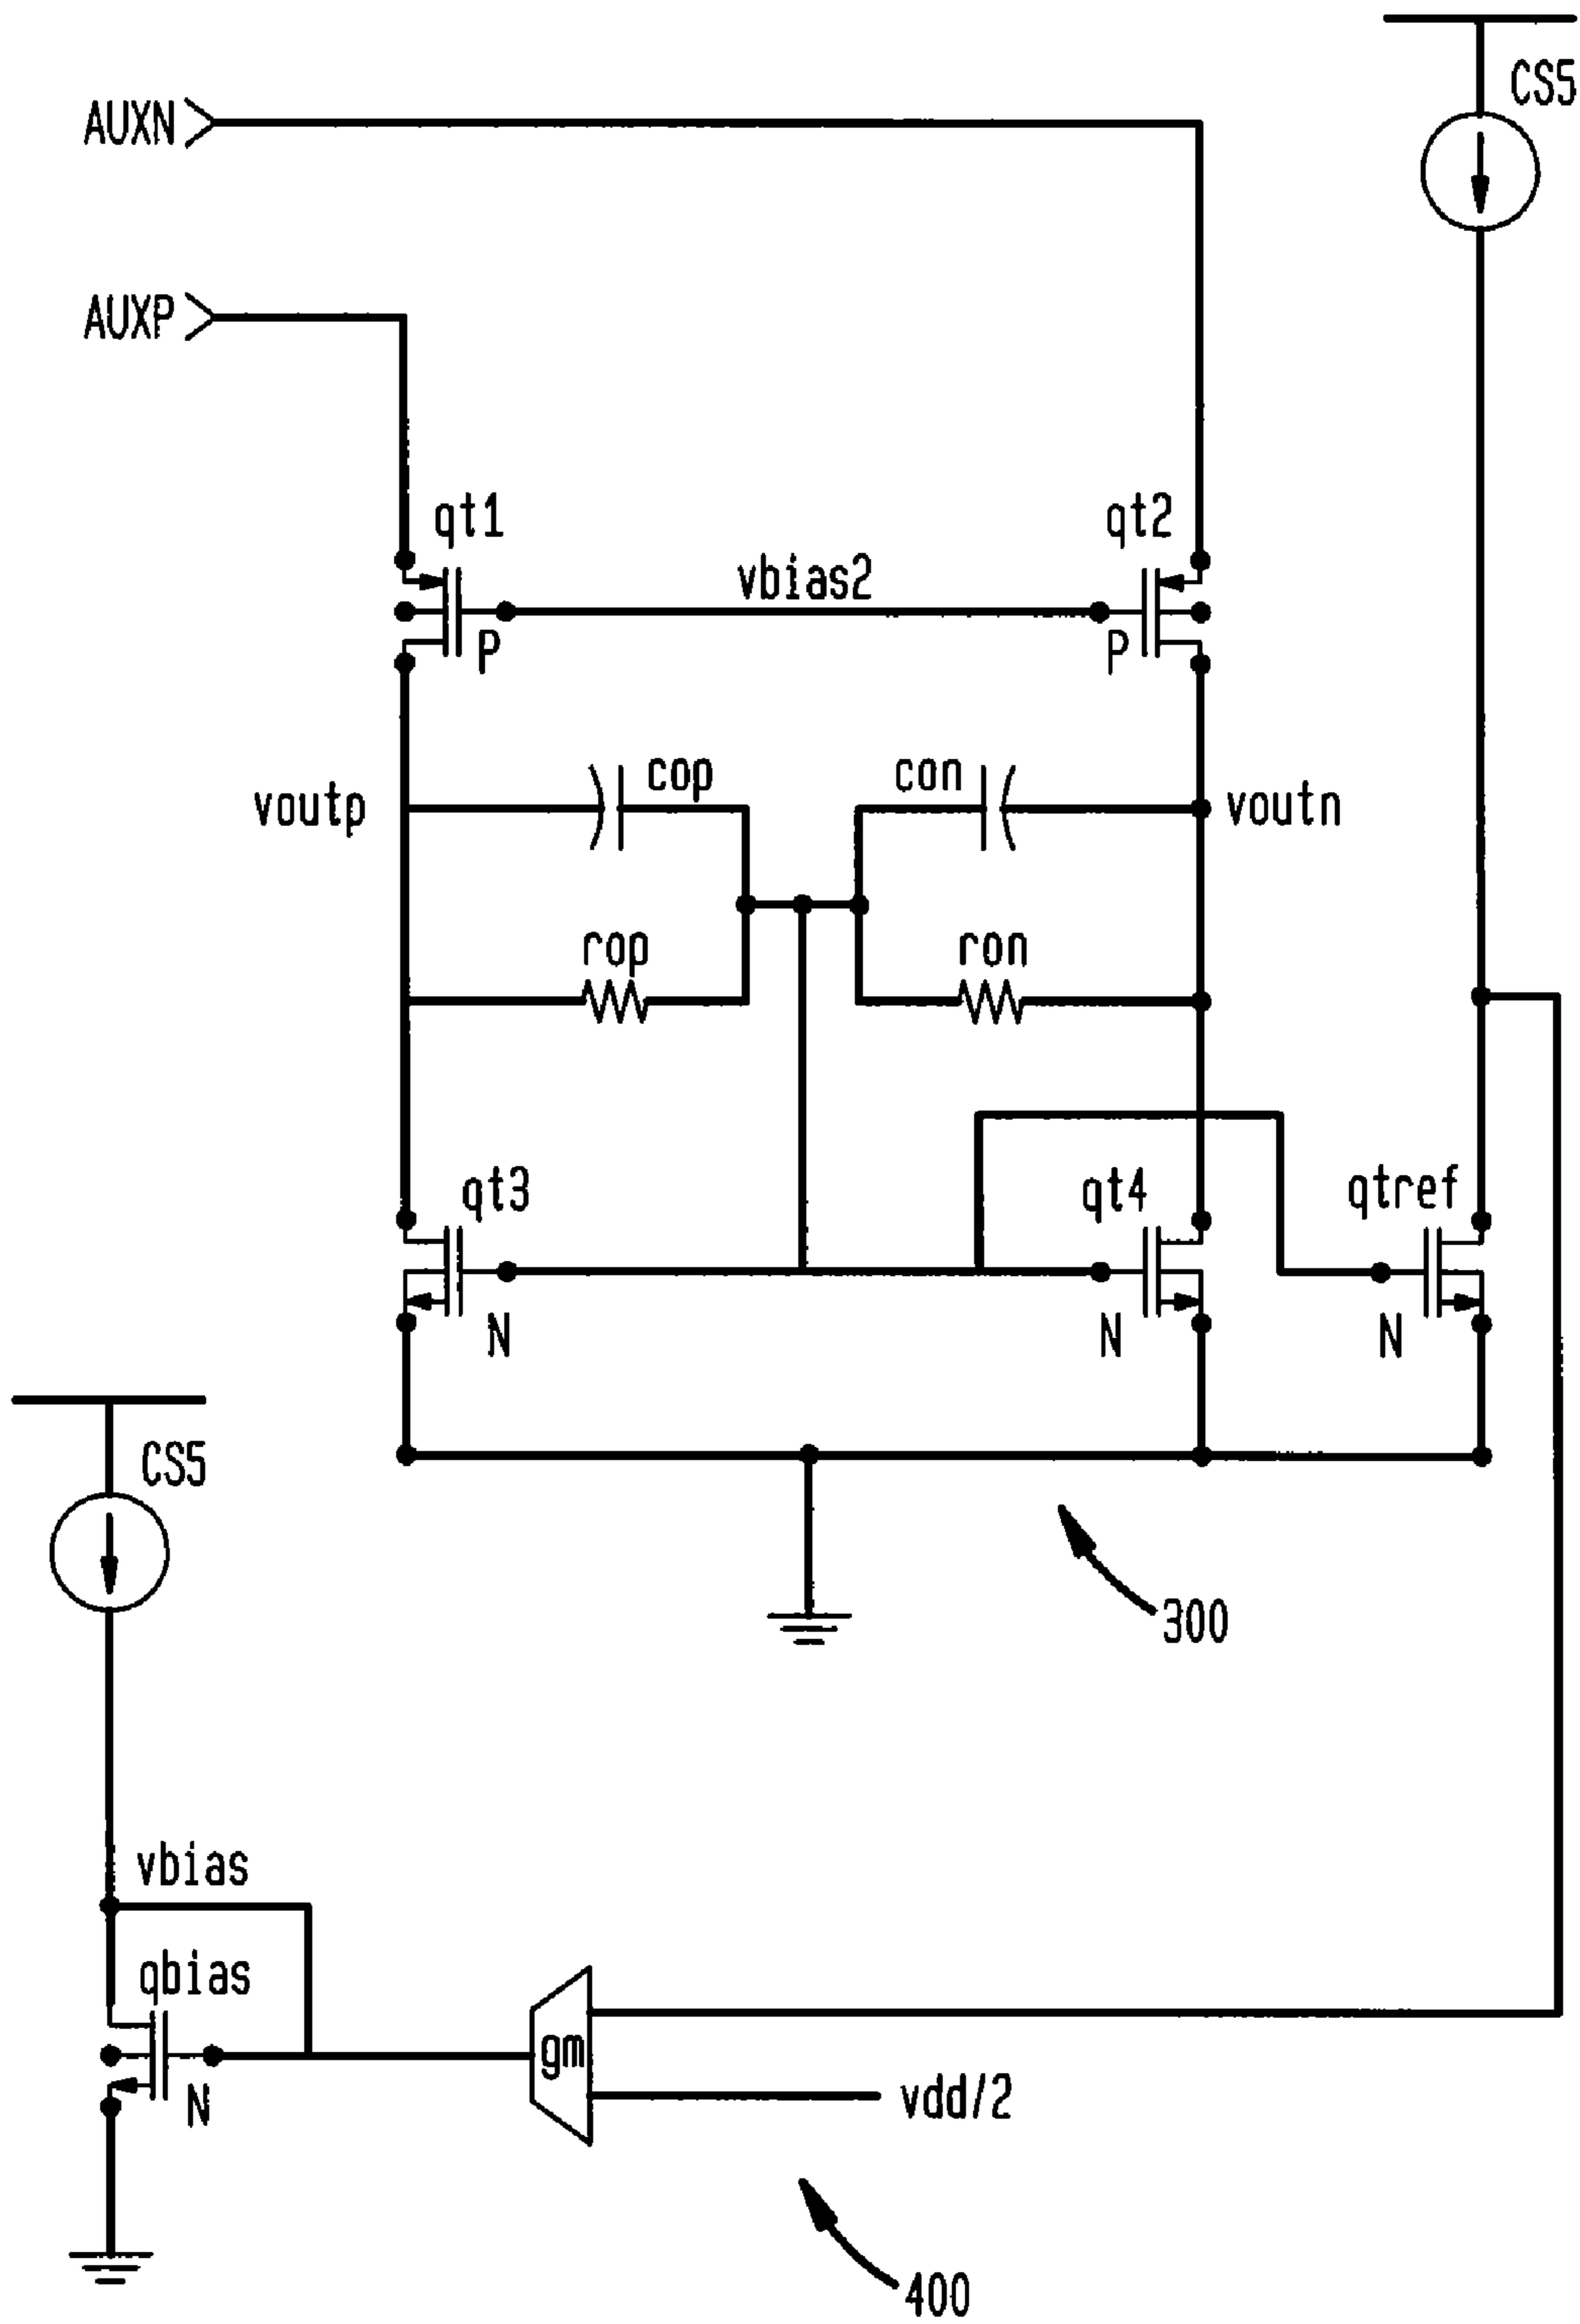 CS5
AUXN
AUXP
qt1
qt2
vbias2
P
P
cop
con
voutp
voutn
rop
ron
qt3
qt4
qtref
N
N
N
CS5
300
vbias
qbias
gm
N
vdd/2
400